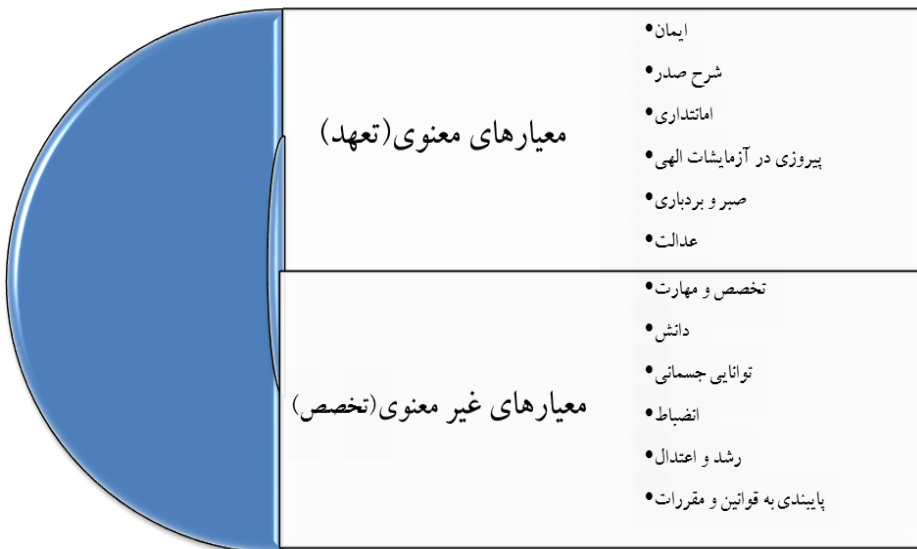 معیارهای معنوی(تعهد)
•ایمان
•شرح صدر
•امانتداری
•پیروزی در آزمایشات الهی
•صبر و بردباری
•عدالت
معیارهای غیر معنوی(تخصص)
•تخصص و مهارت
•دانش
•توانایی جسمانی
•انضباط
•رشد و اعتدال
•پایبندی به قوانین و مقررات